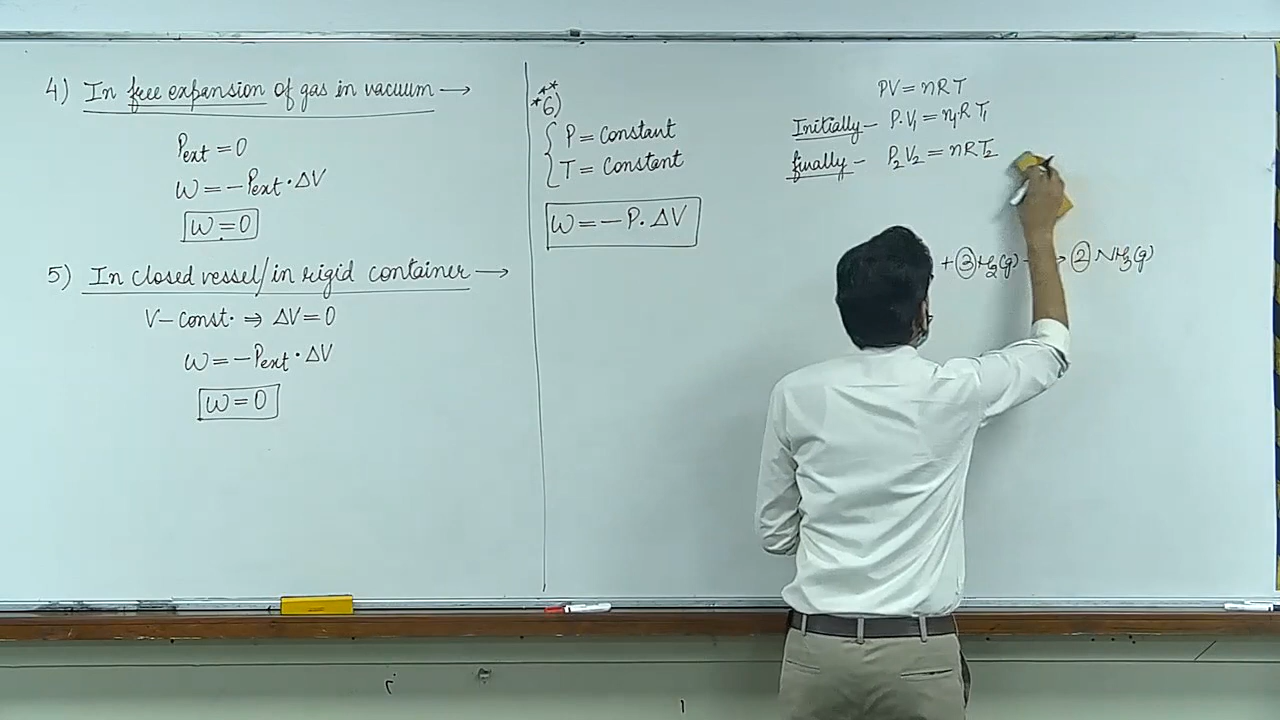 4) In free expansion of gas in vacuum →
Pext = 0
W = -Pext · ΔV
W = 0
5) In closed vessel/in rigid container →
V-Const. ⇒ ΔV = 0
W = -Pext · ΔV
W = 0
***6)
P = Constant
T = Constant
W = -P. ΔV
PV = nRT
Initially - P. V₁ = n₁RT₁
finally - P₂V₂ = nRT₂
+ ③H₂(g) → ② NH₃(g)